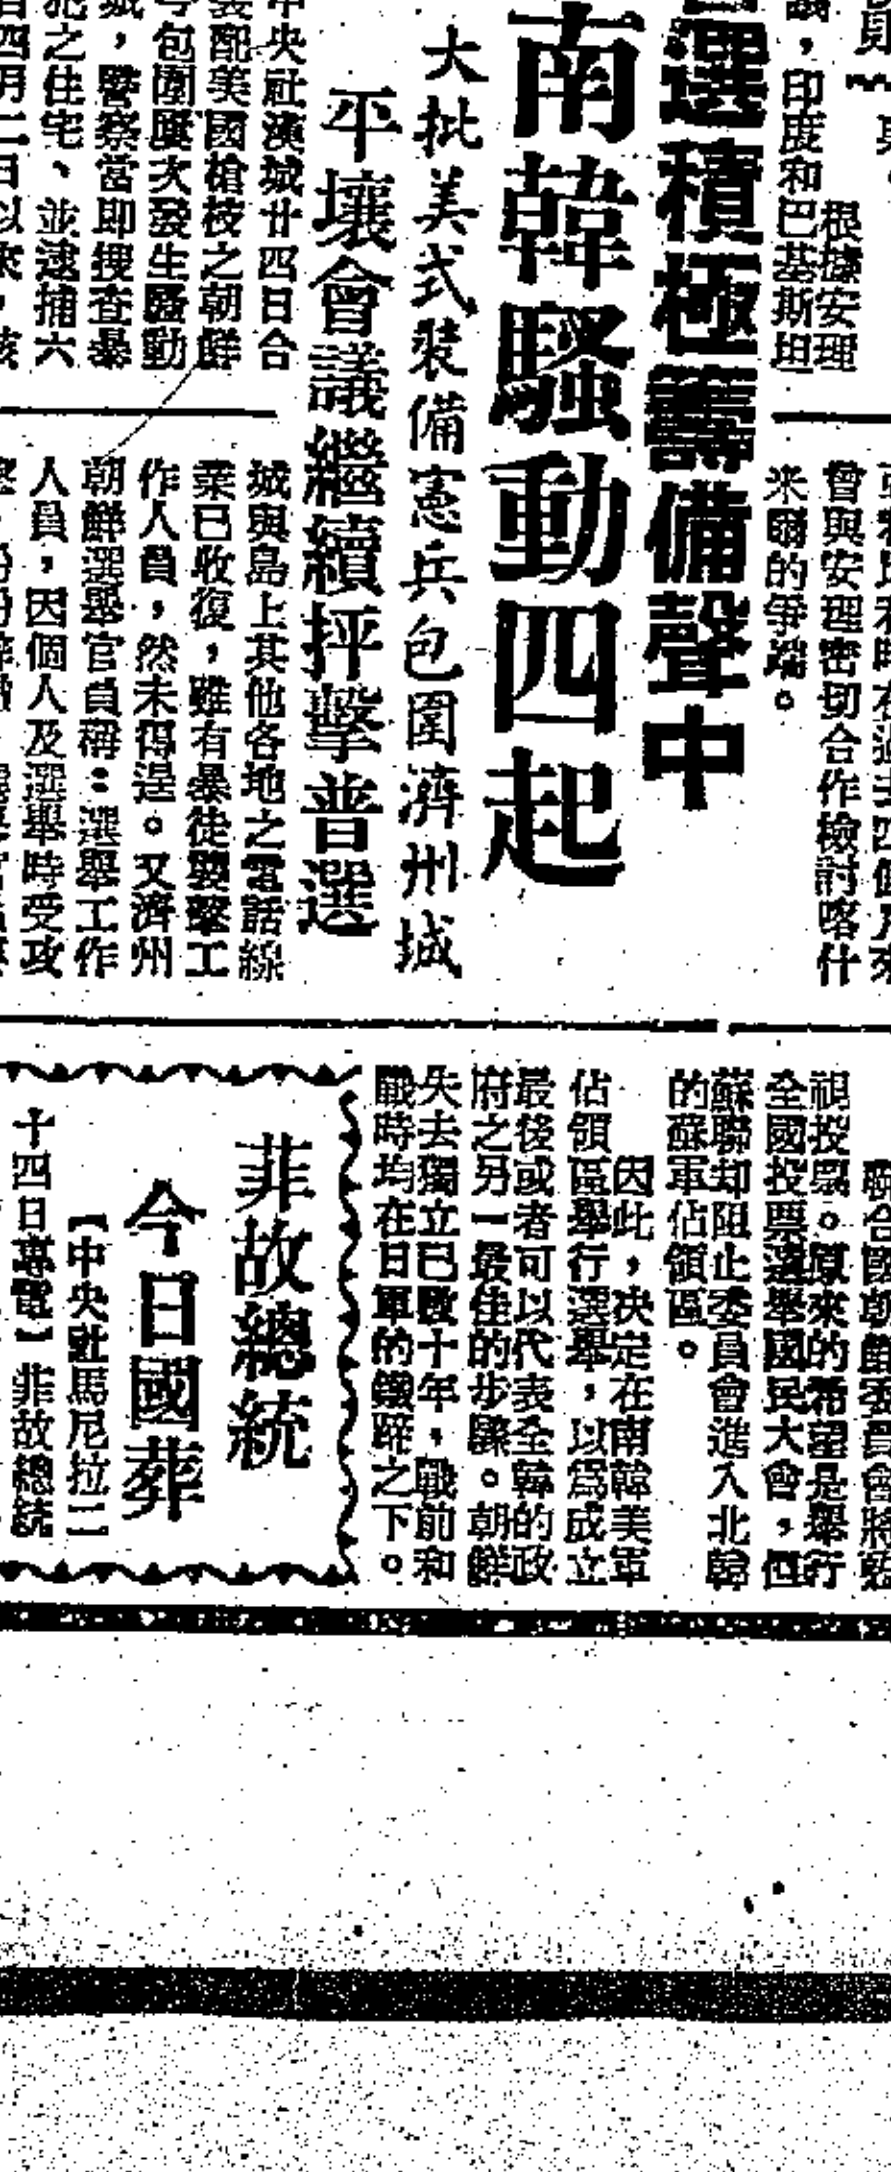 根據安理
議，印度和巴基斯坦
曾與安理密切合作檢討喀什
米爾的爭端。
選積極籌備聲中
南韓騷動四起
大批美式裝備憲兵包圍濟州城
平壤會議繼續抨擊普選
中央社漢城廿四日合
裝配美國槍枝之朝鮮
今包圍屢次發生騷動
城，警察當即搜查暴
犯之住宅、並逮捕六
四月二日以來，該
城與島上其他各地之電話線
業已收復，雖有暴徒襲擊工
作人員，然未得逞。又濟州
朝鮮選舉官員稱：選舉工作
人員，因個人及選舉時受攻
聯合國朝鮮委員會將監
視投票。原來的希望是舉行
全國投票選舉國民大會，但
蘇聯却阻止委員會進入北韓
的蘇軍佔領區。
因此，决定在南韓美軍
佔領區舉行選舉，以爲成立
最後或者可以代表全韓的政
府之另一最佳的步驟。朝鮮
失去獨立已數十年，戰前和
戰時均在日軍的鐵蹄之下。
菲故總統
今日國葬
【中央社馬尼拉二
十四日專電】菲故總統